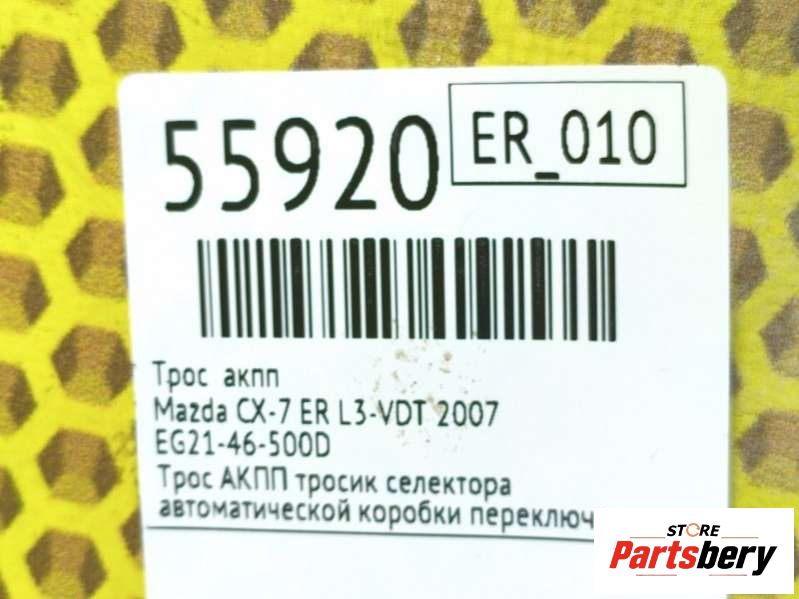 55920
ER_010
Трос акпп
Mazda CX-7 ER L3-VDT 2007
EG21-46-500D
Трос АКПП тросик селектора
автоматической коробки переключ
STORE
Partsbery